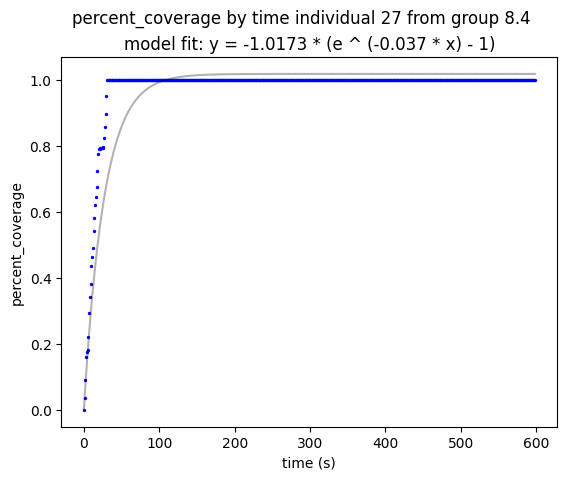 percent_coverage by time individual 27 from group 8.4
model fit: y = -1.0173 * (e ^ (-0.037 * x) - 1)
1.0
0.8
0.6
0.4
0.2
0.0
percent_coverage
0 100 200 300 400 500 600
time (s)